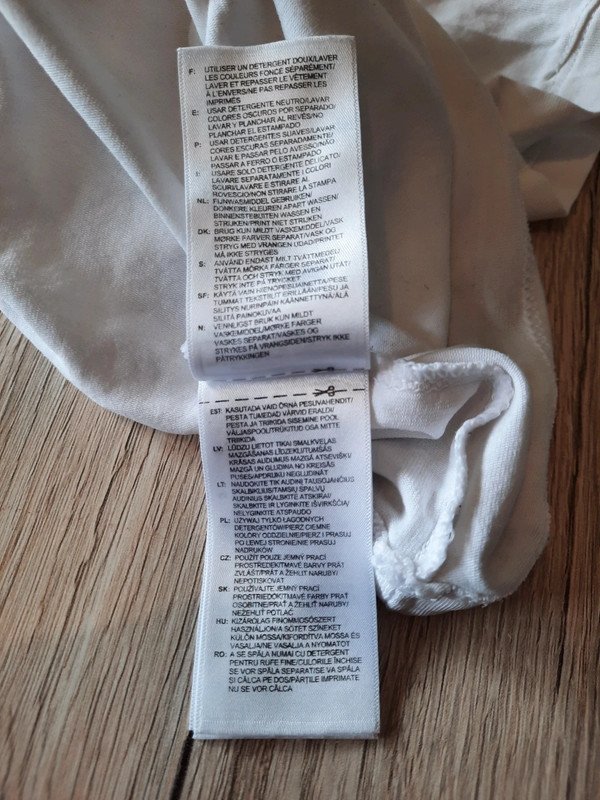 F: UTILISER UN DÉTERGENT DOUX/LAVER
LES COULEURS FONCÉ SÉPARÉMENT/
LAVER ET REPASSER LE VÊTEMENT
À L'ENVERS/NE PAS REPASSER LES
IMPRIMÉS
E: USAR DETERGENTE NEUTRO/LAVAR
COLORES OSCUROS POR SEPARADO/
LAVAR Y PLANCHAR AL REVÉS/NO
PLANCHAR EL ESTAMPADO
P: USAR DETERGENTES SUAVES/LAVAR
CORES ESCURAS SEPARADAMENTE/
LAVAR E PASSAR PELO AVESSO/NÃO
PASSAR A FERRO O ESTAMPADO
I: USARE SOLO DETERGENTE DELICATO/
LAVARE SEPARATAMENTE I COLORI
SCURI/LAVARE E STIRARE AL
ROVESCIO/NON STIRARE LA STAMPA
NL: FIJNWASMIDDEL GEBRUIKEN/
DONKERE KLEUREN APART WASSEN/
BINNENSTEBUITEN WASSEN EN
STRIJKEN/PRINT NIET STRIJKEN
DK: BRUG KUN MILDT VASKEMIDDEL/VASK
MØRKE FARVER SEPARAT/VASK OG
STRYG MED VRANGEN UDAD/PRINTET
MÅ IKKE STRYGES
S: ANVÄND ENDAST MILT TVÄTTMEDEL/
TVÄTTA MÖRKA FÄRGER SEPARAT/
TVÄTTA OCH STRYK MED AVIGAN UTÅT/
STRYK INTE PÅ TRYCKET
SF: KÄYTÄ VAIN HIENOPESUAINETTA/PESE
TUMMAT TEKSTIILIT ERILLÄÄN/PESU JA
SILITYS NURINPÄIN KÄÄNNETTYNÄ/ÄLÄ
SILITÄ PAINOKUVAA
N: VENNLIGST BRUK KUN MILDT
VASKEMIDDEL/MØRKE FARGER
VASKES SEPARAT/VASKES OG
STRYKES PÅ VRANGSIDEN/STRYK IKKE
PÅTRYKKINGEN
EST: KASUTADA VAID ÕRNA PESUVAHENDIT/
PESTA TUMEDAD VÄRVID ERALDI/
PESTA JA TRIIKIDA SISEMINE POOL
VÄLJASPOOL/TRÜKITUD OSA MITTE
TRIIKIDA
LV: LŪDZU LIETOT TIKAI SMALKVEĻAS
MAZGĀŠANAS LĪDZEKLI/TUMŠĀS
KRĀSAS AUDUMUS MAZGĀ ATSEVIŠĶI/
MAZGĀ UN GLUDINA NO KREISĀS
PUSES/APDRUKU NEGLUDINĀT
LT: NAUDOKITE TIK AUDINĮ TAUSOJANČIUS
SKALBIKLIUS/TAMSIŲ SPALVŲ
AUDINIUS SKALBKITE ATSKIRAI/
SKALBKITE IR LYGINKITE IŠVIRKŠČIĄ/
NELYGINKITE ATSPAUDO
PL: UŻYWAJ TYLKO ŁAGODNYCH
DETERGENTÓW/PIERZ CIEMNE
KOLORY ODDZIELNIE/PIERZ I PRASUJ
PO LEWEJ STRONIE/NIE PRASUJ
NADRUKÓW
CZ: POUŽÍT POUZE JEMNÝ PRACÍ
PROSTŘEDEK/TMAVÉ BARVY PRÁT
ZVLÁŠŤ/PRÁT A ŽEHLIT NARUBY/
NEPOTISKOVAT
SK: POUŽÍVAJTE JEMNÝ PRACÍ
PROSTRIEDOK/TMAVÉ FARBY PRAŤ
OSOBITNE/PRAŤ A ŽEHLIŤ NARUBY/
NEŽEHLIŤ POTLAČ
HU: KIZÁRÓLAG FINOMMOSÓSZERT
HASZNÁLJON/A SÖTÉT SZÍNEKET
KÜLÖN MOSSA/KIFORDÍTVA MOSSA ÉS
VASALJA/NE VASALJA A NYOMATOT
RO: A SE SPĂLA NUMAI CU DETERGENT
PENTRU RUFE FINE/CULORILE ÎNCHISE
SE VOR SPĂLA SEPARAT/SE VA SPĂLA
ȘI CĂLCA PE DOS/PĂRȚILE IMPRIMATE
NU SE VOR CĂLCA